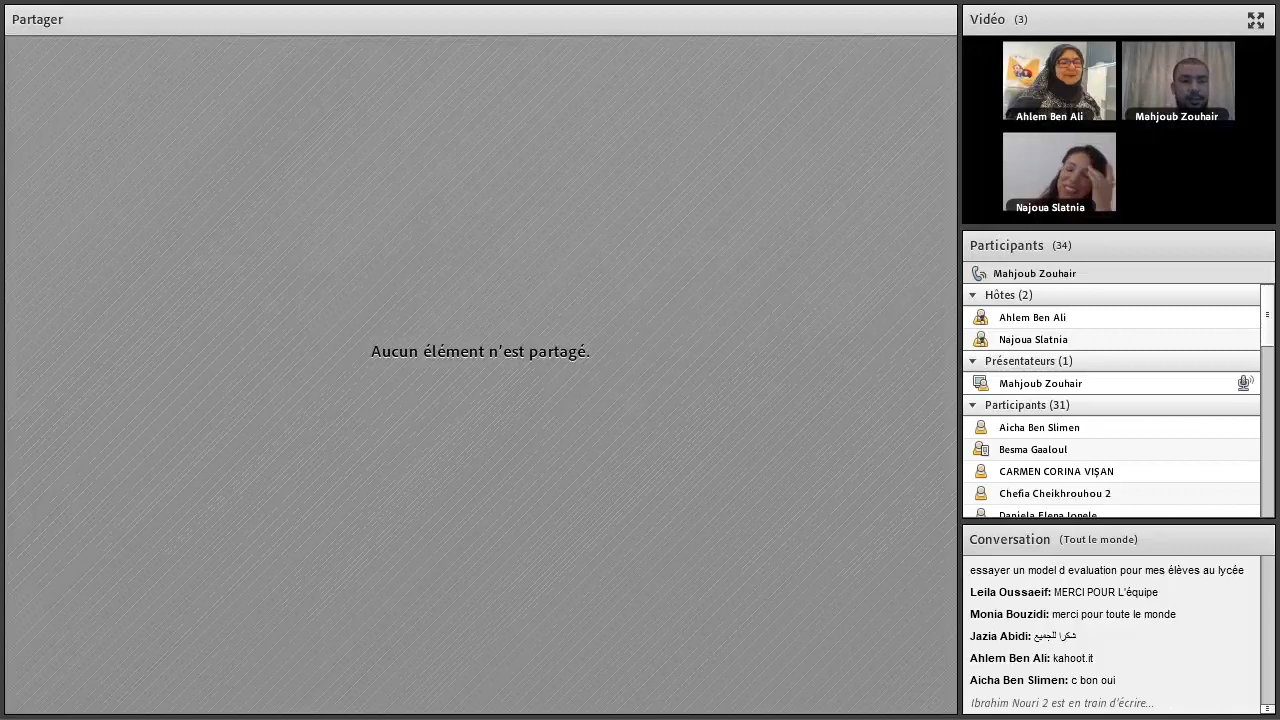 Partager
Aucun élément n'est partagé.
Vidéo (3)
Ahlem Ben Ali
Mahjoub Zouhair
Najoua Slatnia
Participants (34)
Mahjoub Zouhair
Hôtes (2)
Ahlem Ben Ali
Najoua Slatnia
Présentateurs (1)
Mahjoub Zouhair
Participants (31)
Aicha Ben Slimen
Besma Gaaloul
CARMEN CORINA VIŞAN
Chefia Cheikhrouhou 2
Daniela Elena Ionele
Conversation (Tout le monde)
essayer un model d evaluation pour mes élèves au lycée
Leila Oussaeif: MERCI POUR L'équipe
Monia Bouzidi: merci pour toute le monde
Jazia Abidi: شكرا للجميع
Ahlem Ben Ali: kahoot.it
Aicha Ben Slimen: c bon oui
Ibrahim Nouri 2 est en train d'écrire...